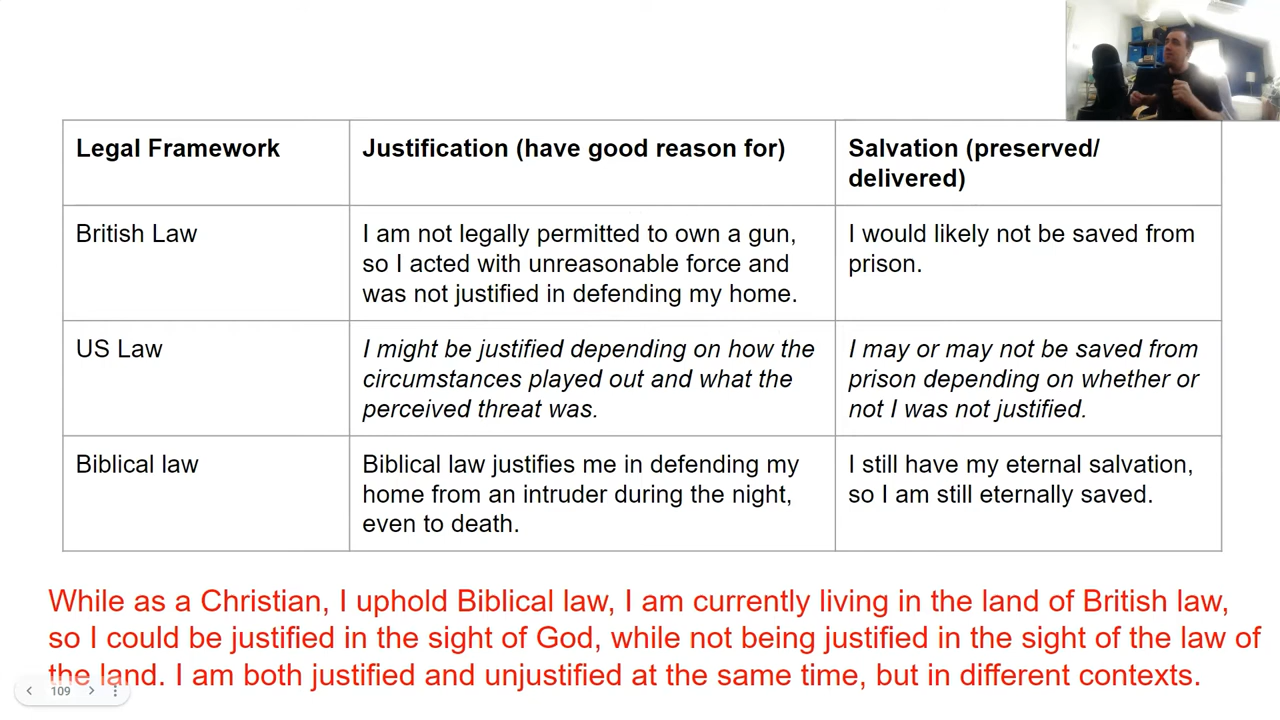 Legal Framework
Justification (have good reason for)
Salvation (preserved/
delivered)
British Law
I am not legally permitted to own a gun,
so I acted with unreasonable force and
was not justified in defending my home.
I would likely not be saved from
prison.
US Law
I might be justified depending on how the
circumstances played out and what the
perceived threat was.
I may or may not be saved from
prison depending on whether or
not I was not justified.
Biblical law
Biblical law justifies me in defending my
home from an intruder during the night,
even to death.
I still have my eternal salvation,
so I am still eternally saved.
While as a Christian, I uphold Biblical law, I am currently living in the land of British law,
so I could be justified in the sight of God, while not being justified in the sight of the law of
the land. I am both justified and unjustified at the same time, but in different contexts.
109